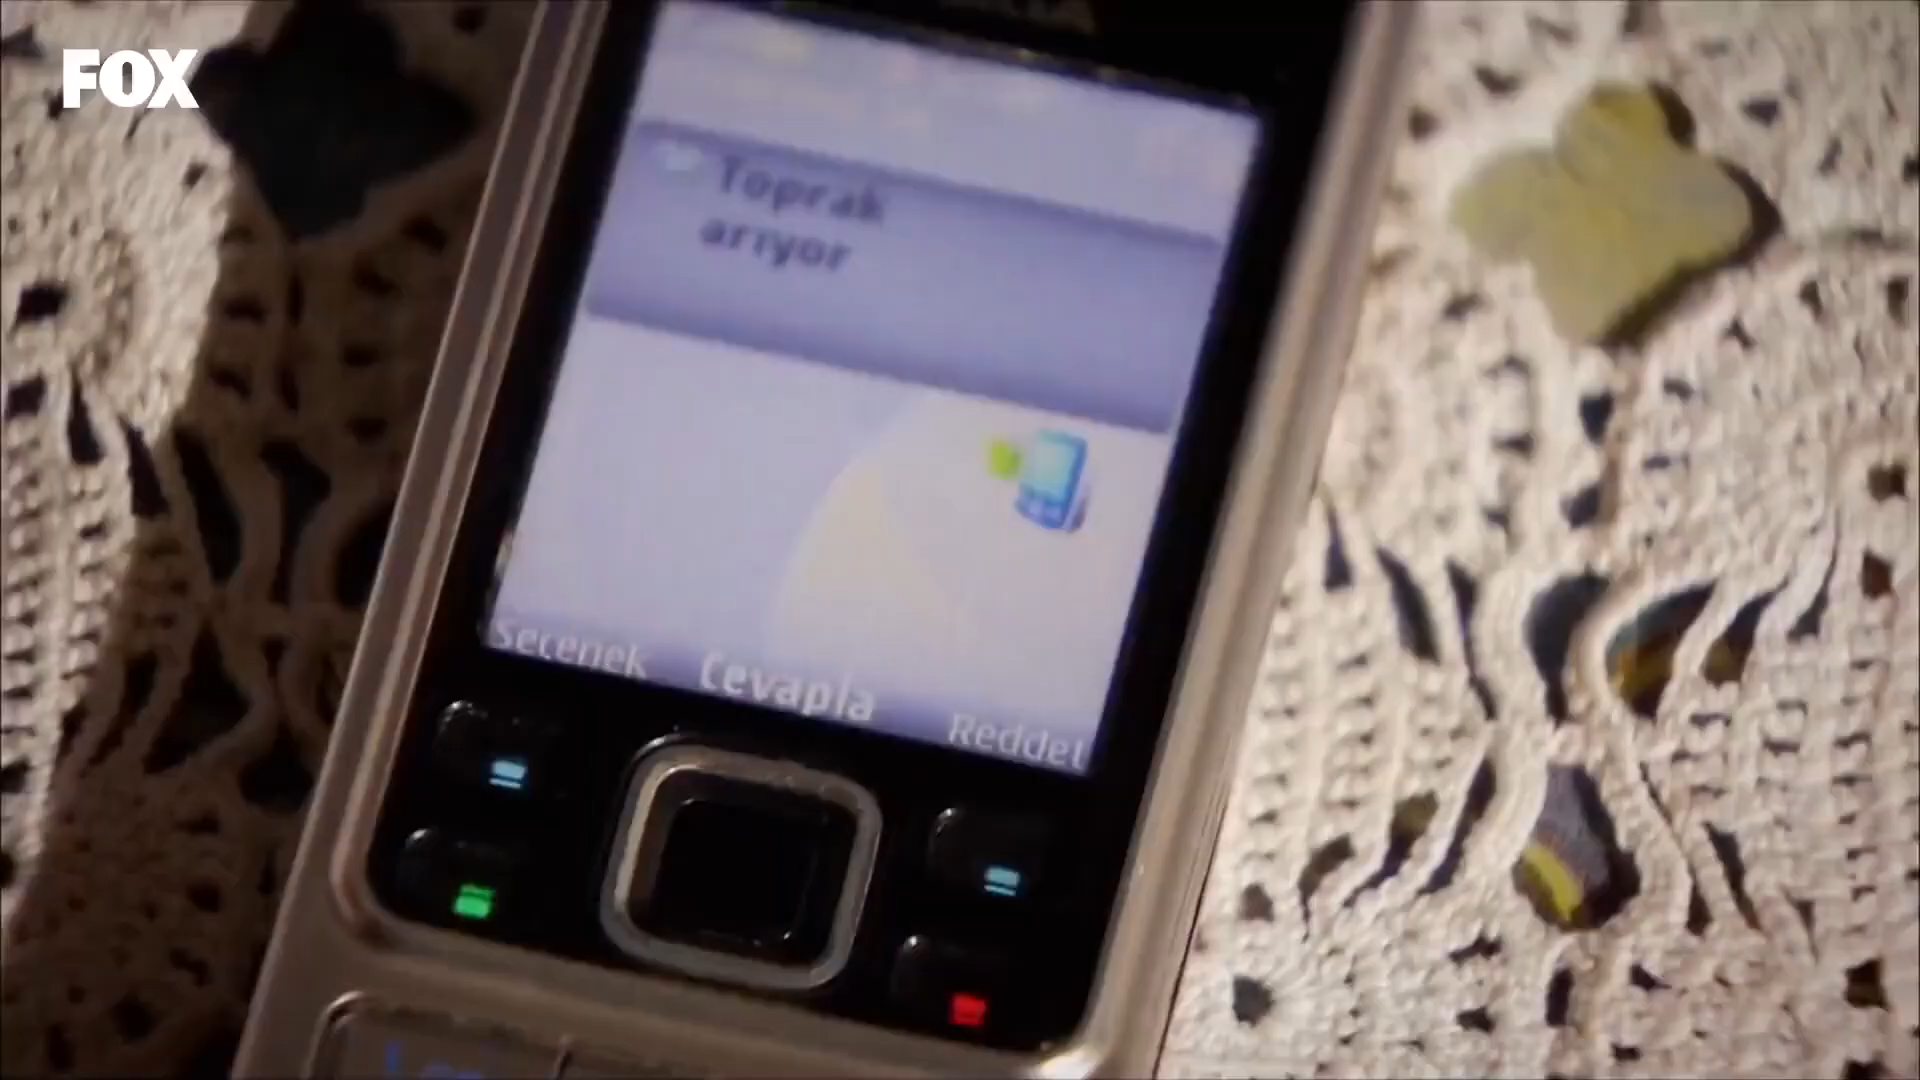 FOX
Toprak
arıyor
Seçenek
Cevapla
Reddet